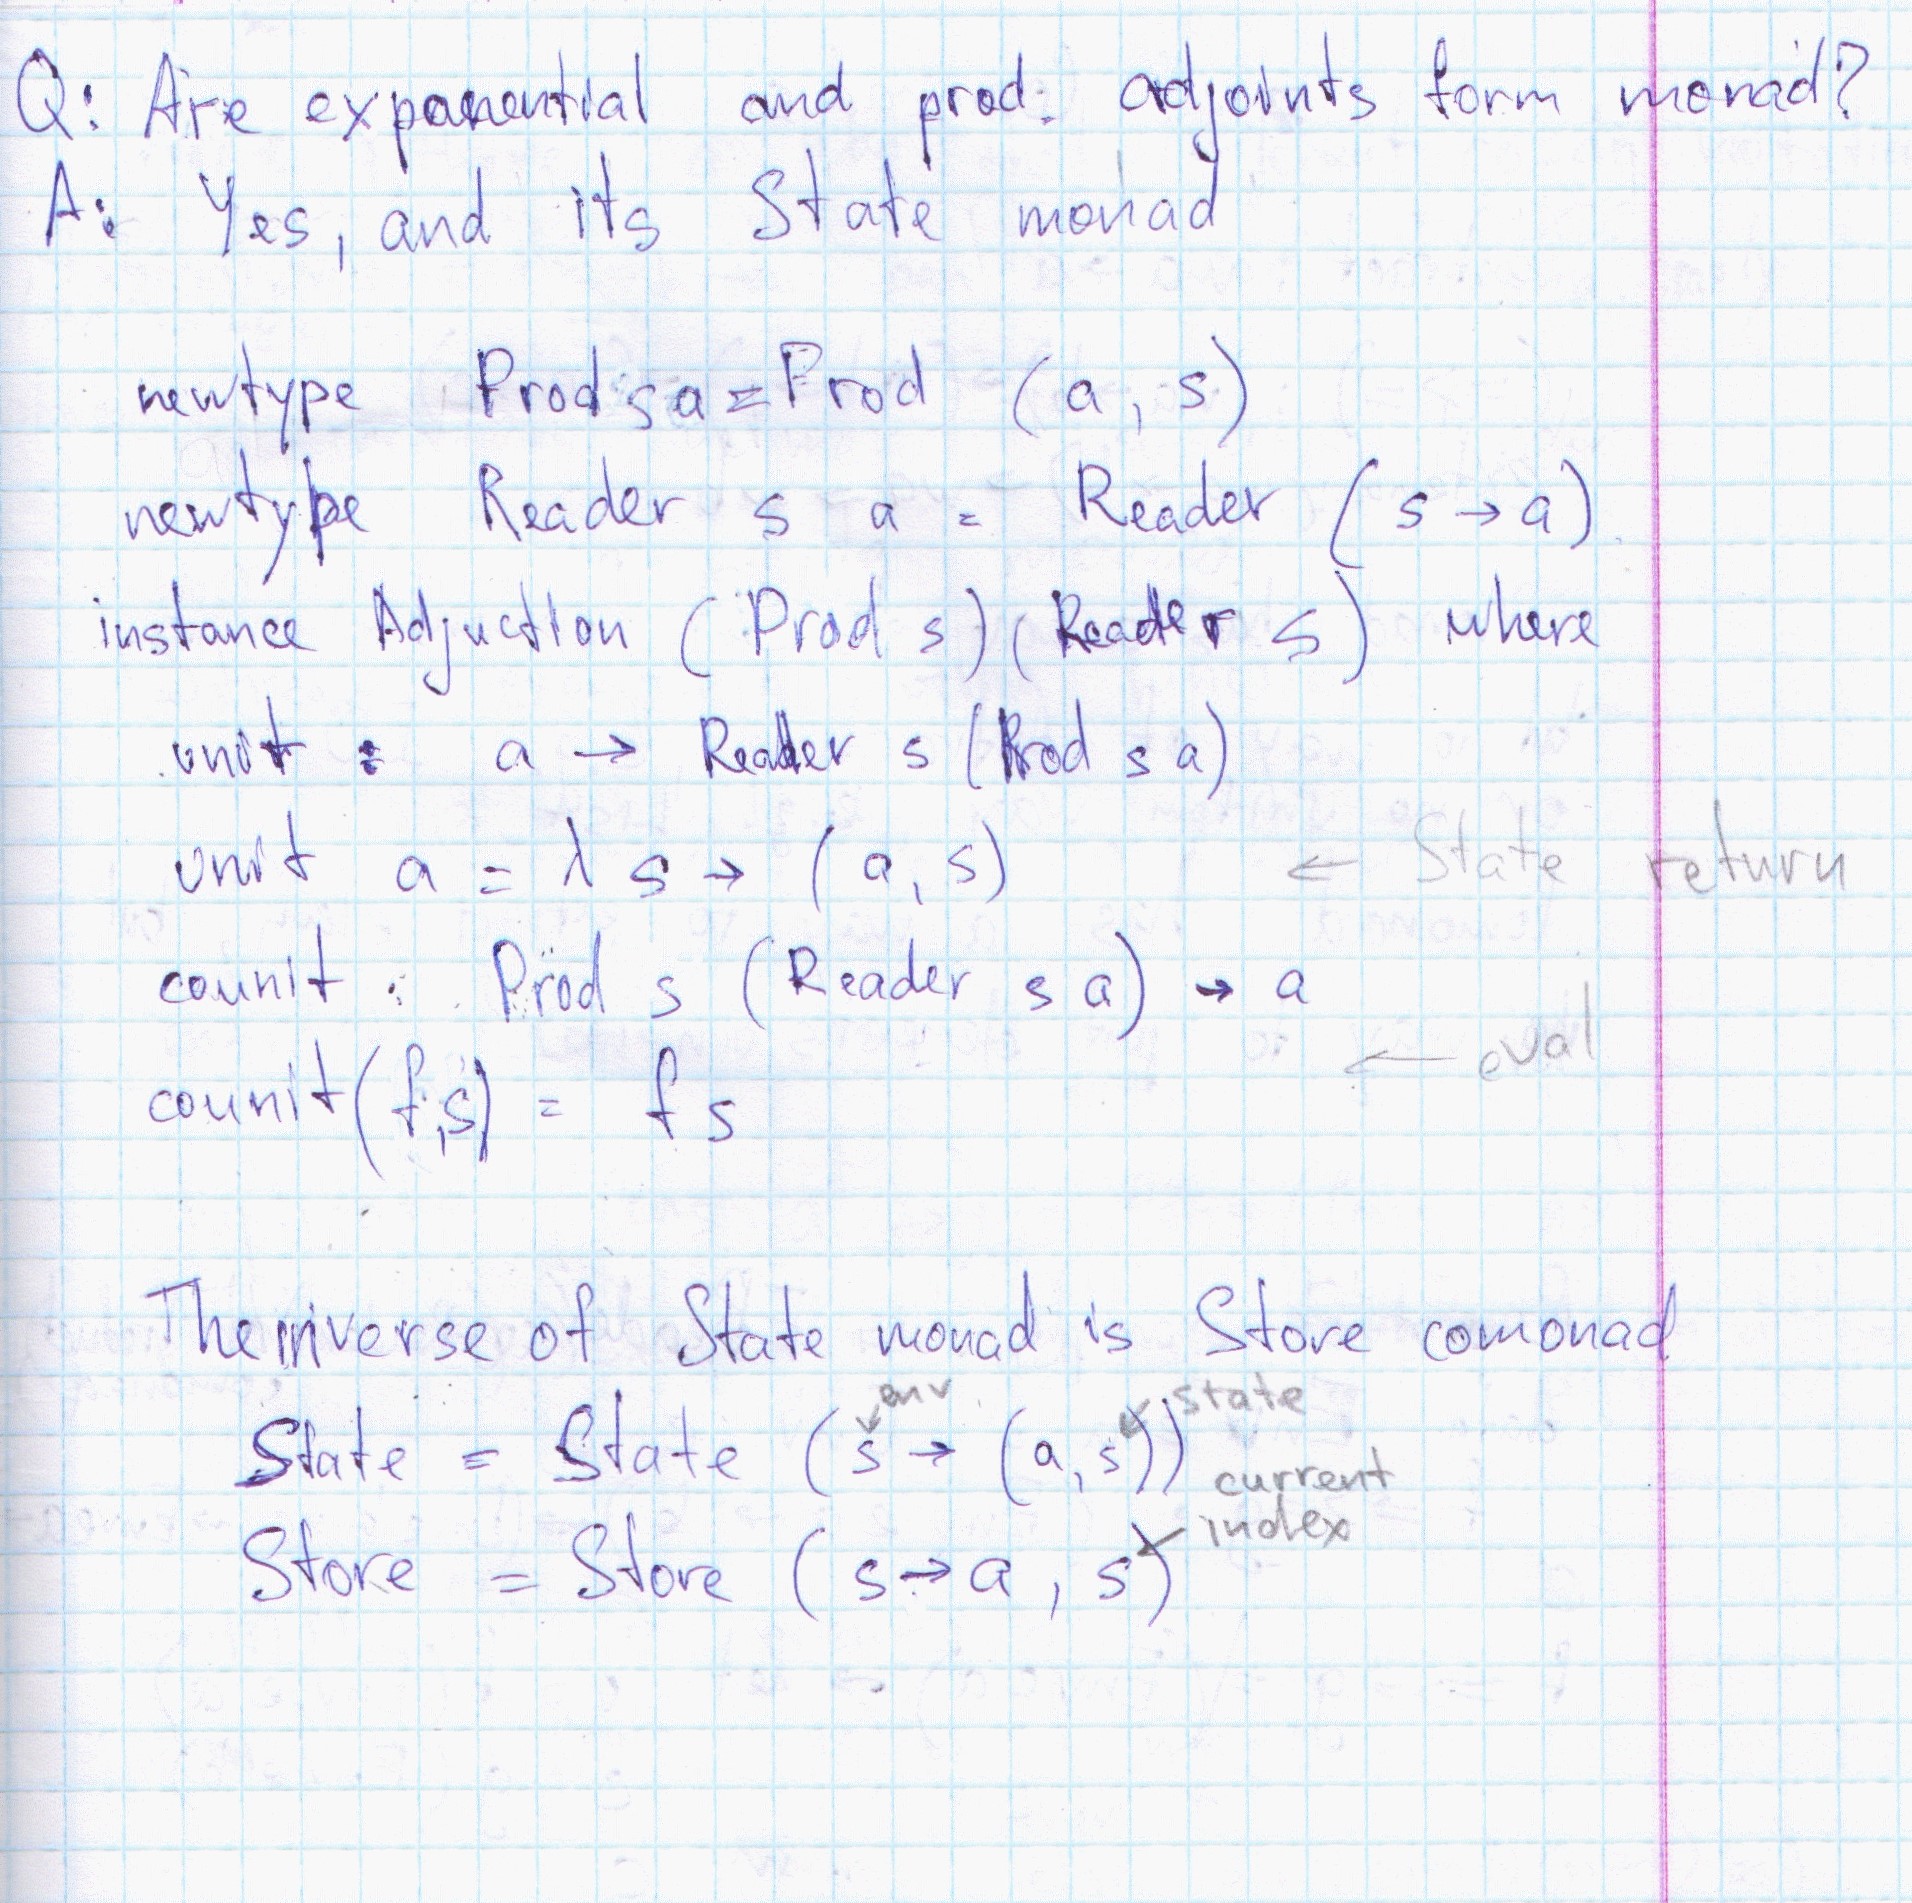 Q: Are exponential and prod. adjoints form monad?
A: Yes, and its State monad
newtype Prod s a = Prod (a, s)
newtype Reader s a = Reader (s → a)
instance Adjuction (Prod s) (Reader s) where
unit : a → Reader s (Prod s a)
unit a = λ s → (a, s) ← State return
counit : Prod s (Reader s a) → a
counit (f, s) = f s ← eval
The inverse of State monad is Store comonad
env state
State = State (s → (a, s))
current
index
Store = Store (s → a, s)